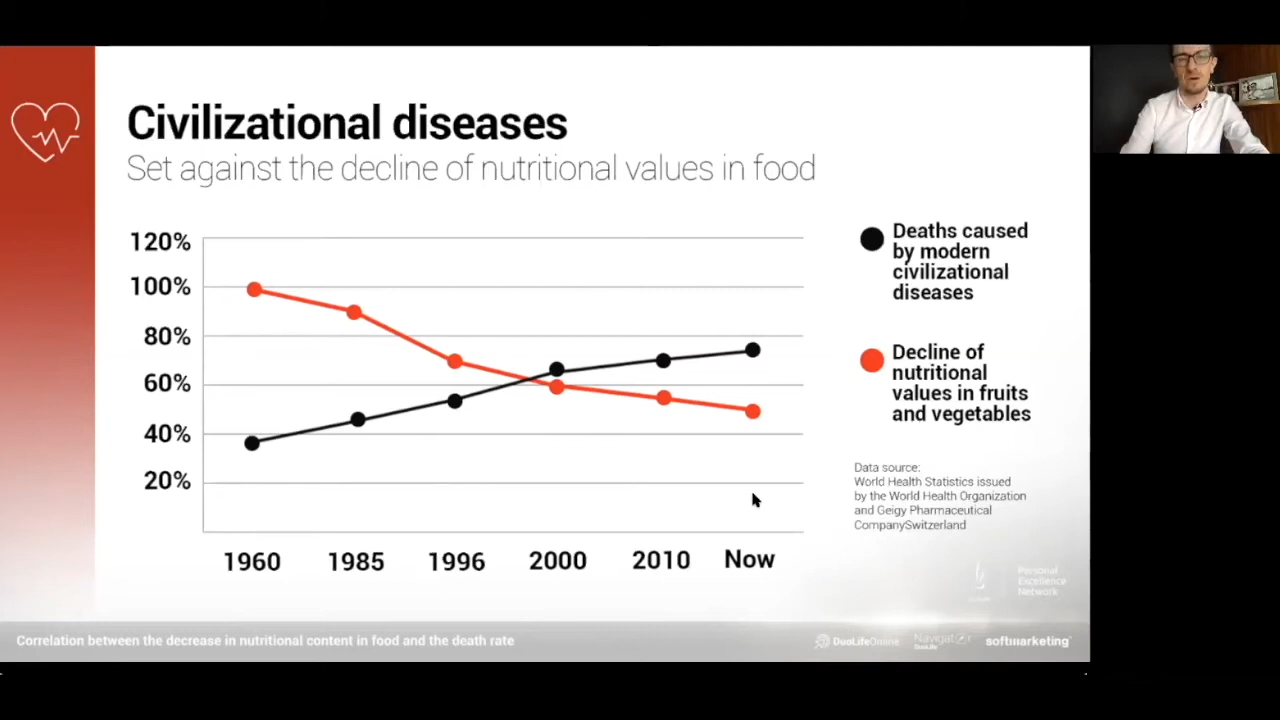 Civilizational diseases
Set against the decline of nutritional values in food
120%
100%
80%
60%
40%
20%
1960 1985 1996 2000 2010 Now
Deaths caused
by modern
civilizational
diseases
Decline of
nutritional
values in fruits
and vegetables
Data source:
World Health Statistics issued
by the World Health Organization
and Geigy Pharmaceutical
CompanySwitzerland
Personal
Excellence
Network
Correlation between the decrease in nutritional content in food and the death rate
DuoLifeOnline
Navigator
DuoLife
softmarketing